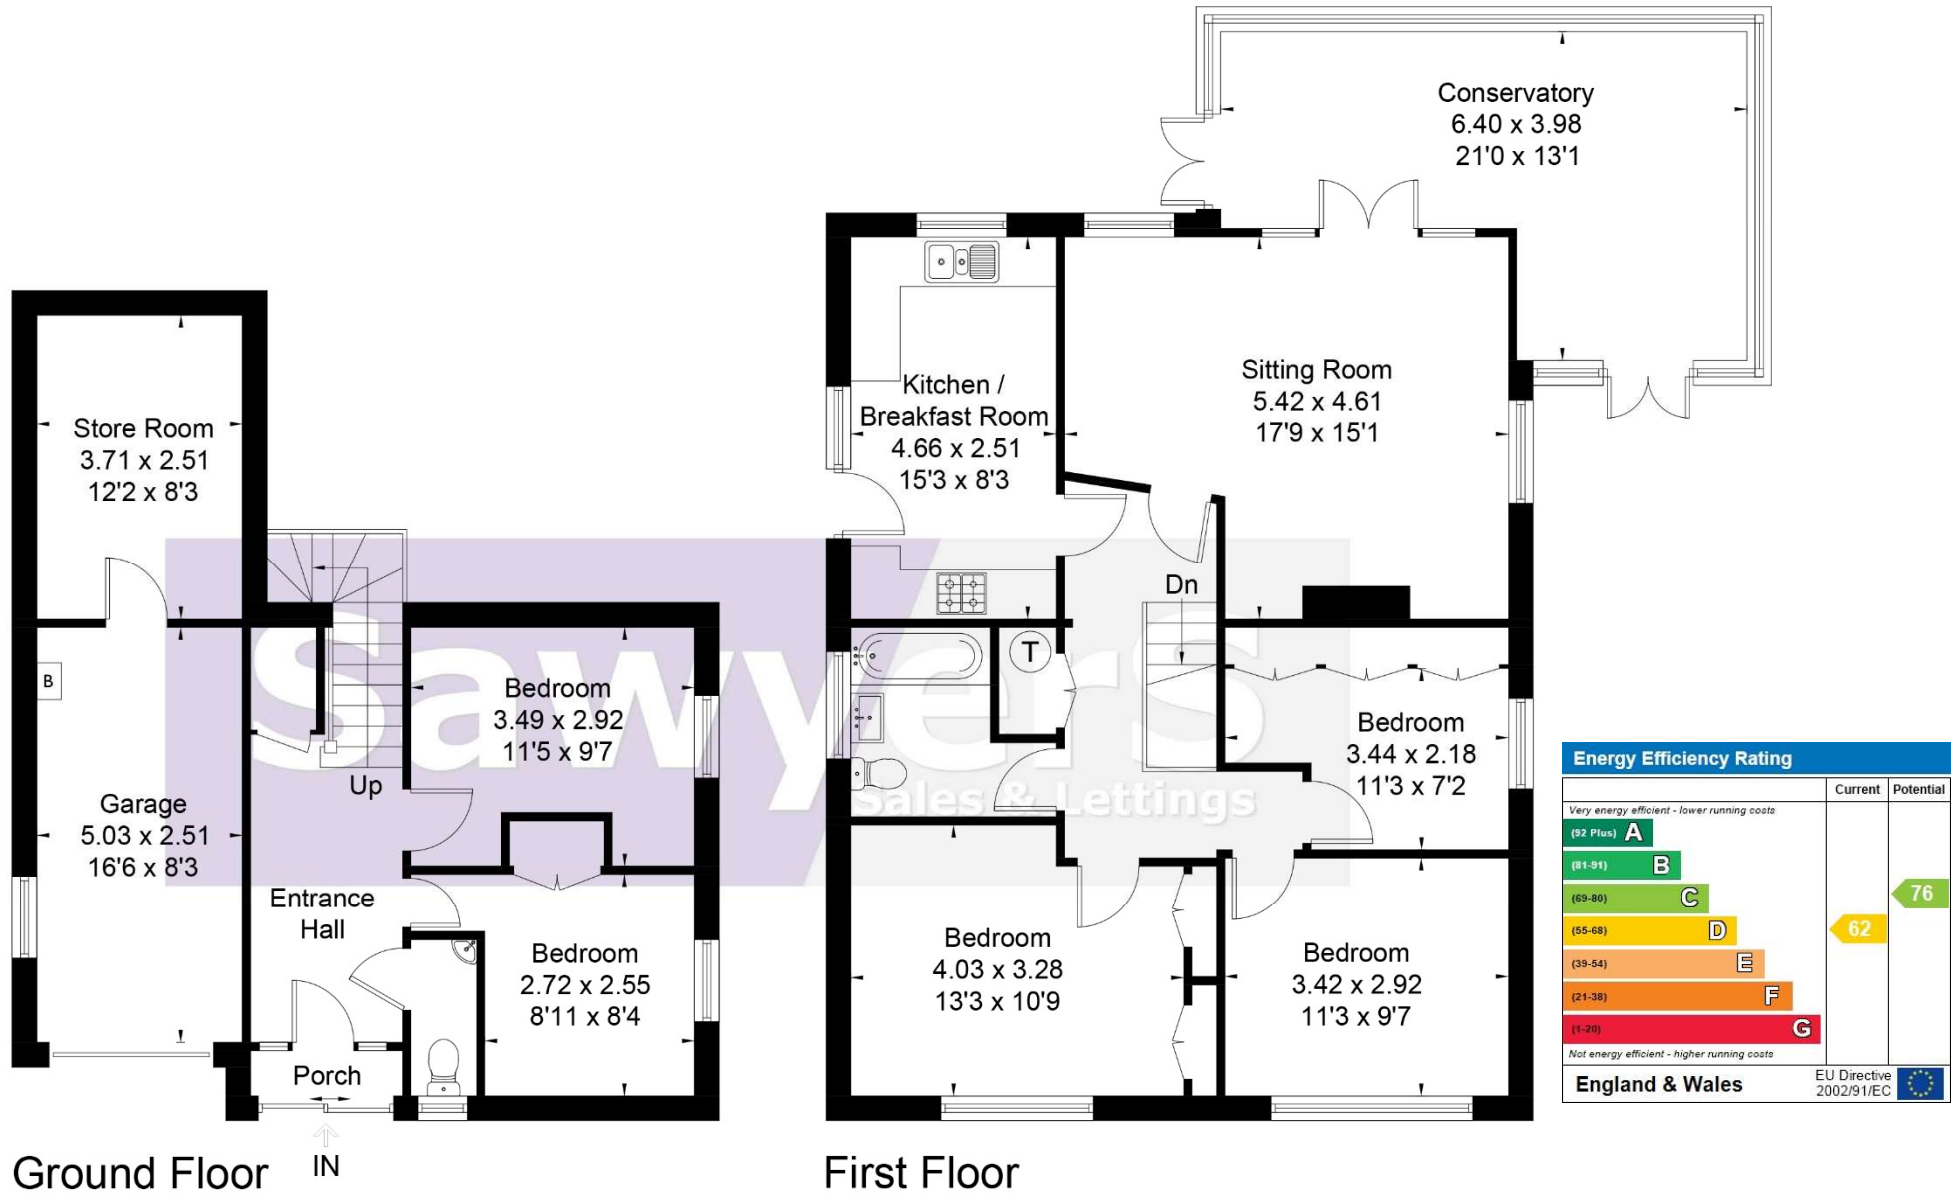 Conservatory
6.40 x 3.98
21'0 x 13'1
Store Room
3.71 x 2.51
12'2 x 8'3
Kitchen /
Breakfast Room
4.66 x 2.51
15'3 x 8'3
Sitting Room
5.42 x 4.61
17'9 x 15'1
Dn
T
B
Sawyers
Sales & Lettings
Bedroom
3.49 x 2.92
11'5 x 9'7
Up
Garage
5.03 x 2.51
16'6 x 8'3
Bedroom
3.44 x 2.18
11'3 x 7'2
Entrance
Hall
Bedroom
2.72 x 2.55
8'11 x 8'4
Bedroom
4.03 x 3.28
13'3 x 10'9
Bedroom
3.42 x 2.92
11'3 x 9'7
Porch
IN
Ground Floor
First Floor
Energy Efficiency Rating
Current Potential
Very energy efficient - lower running costs
(92 Plus) A
(81-91) B
(69-80) C
76
(55-68) D
62
(39-54) E
(21-38) F
(1-20) G
Not energy efficient - higher running costs
England & Wales
EU Directive
2002/91/EC